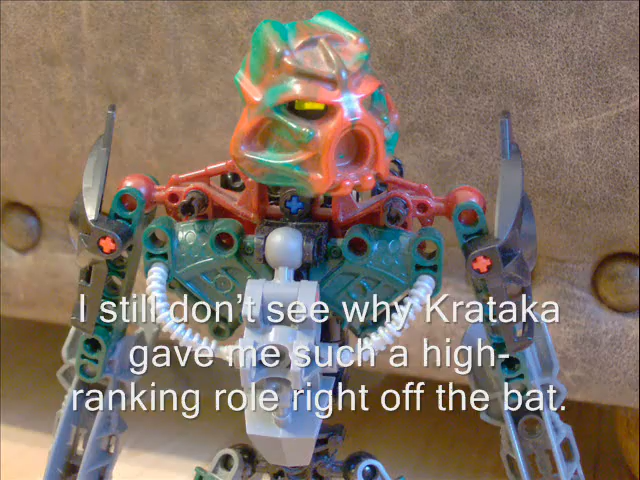 I still don't see why Krataka
gave me such a high-
ranking role right off the bat.